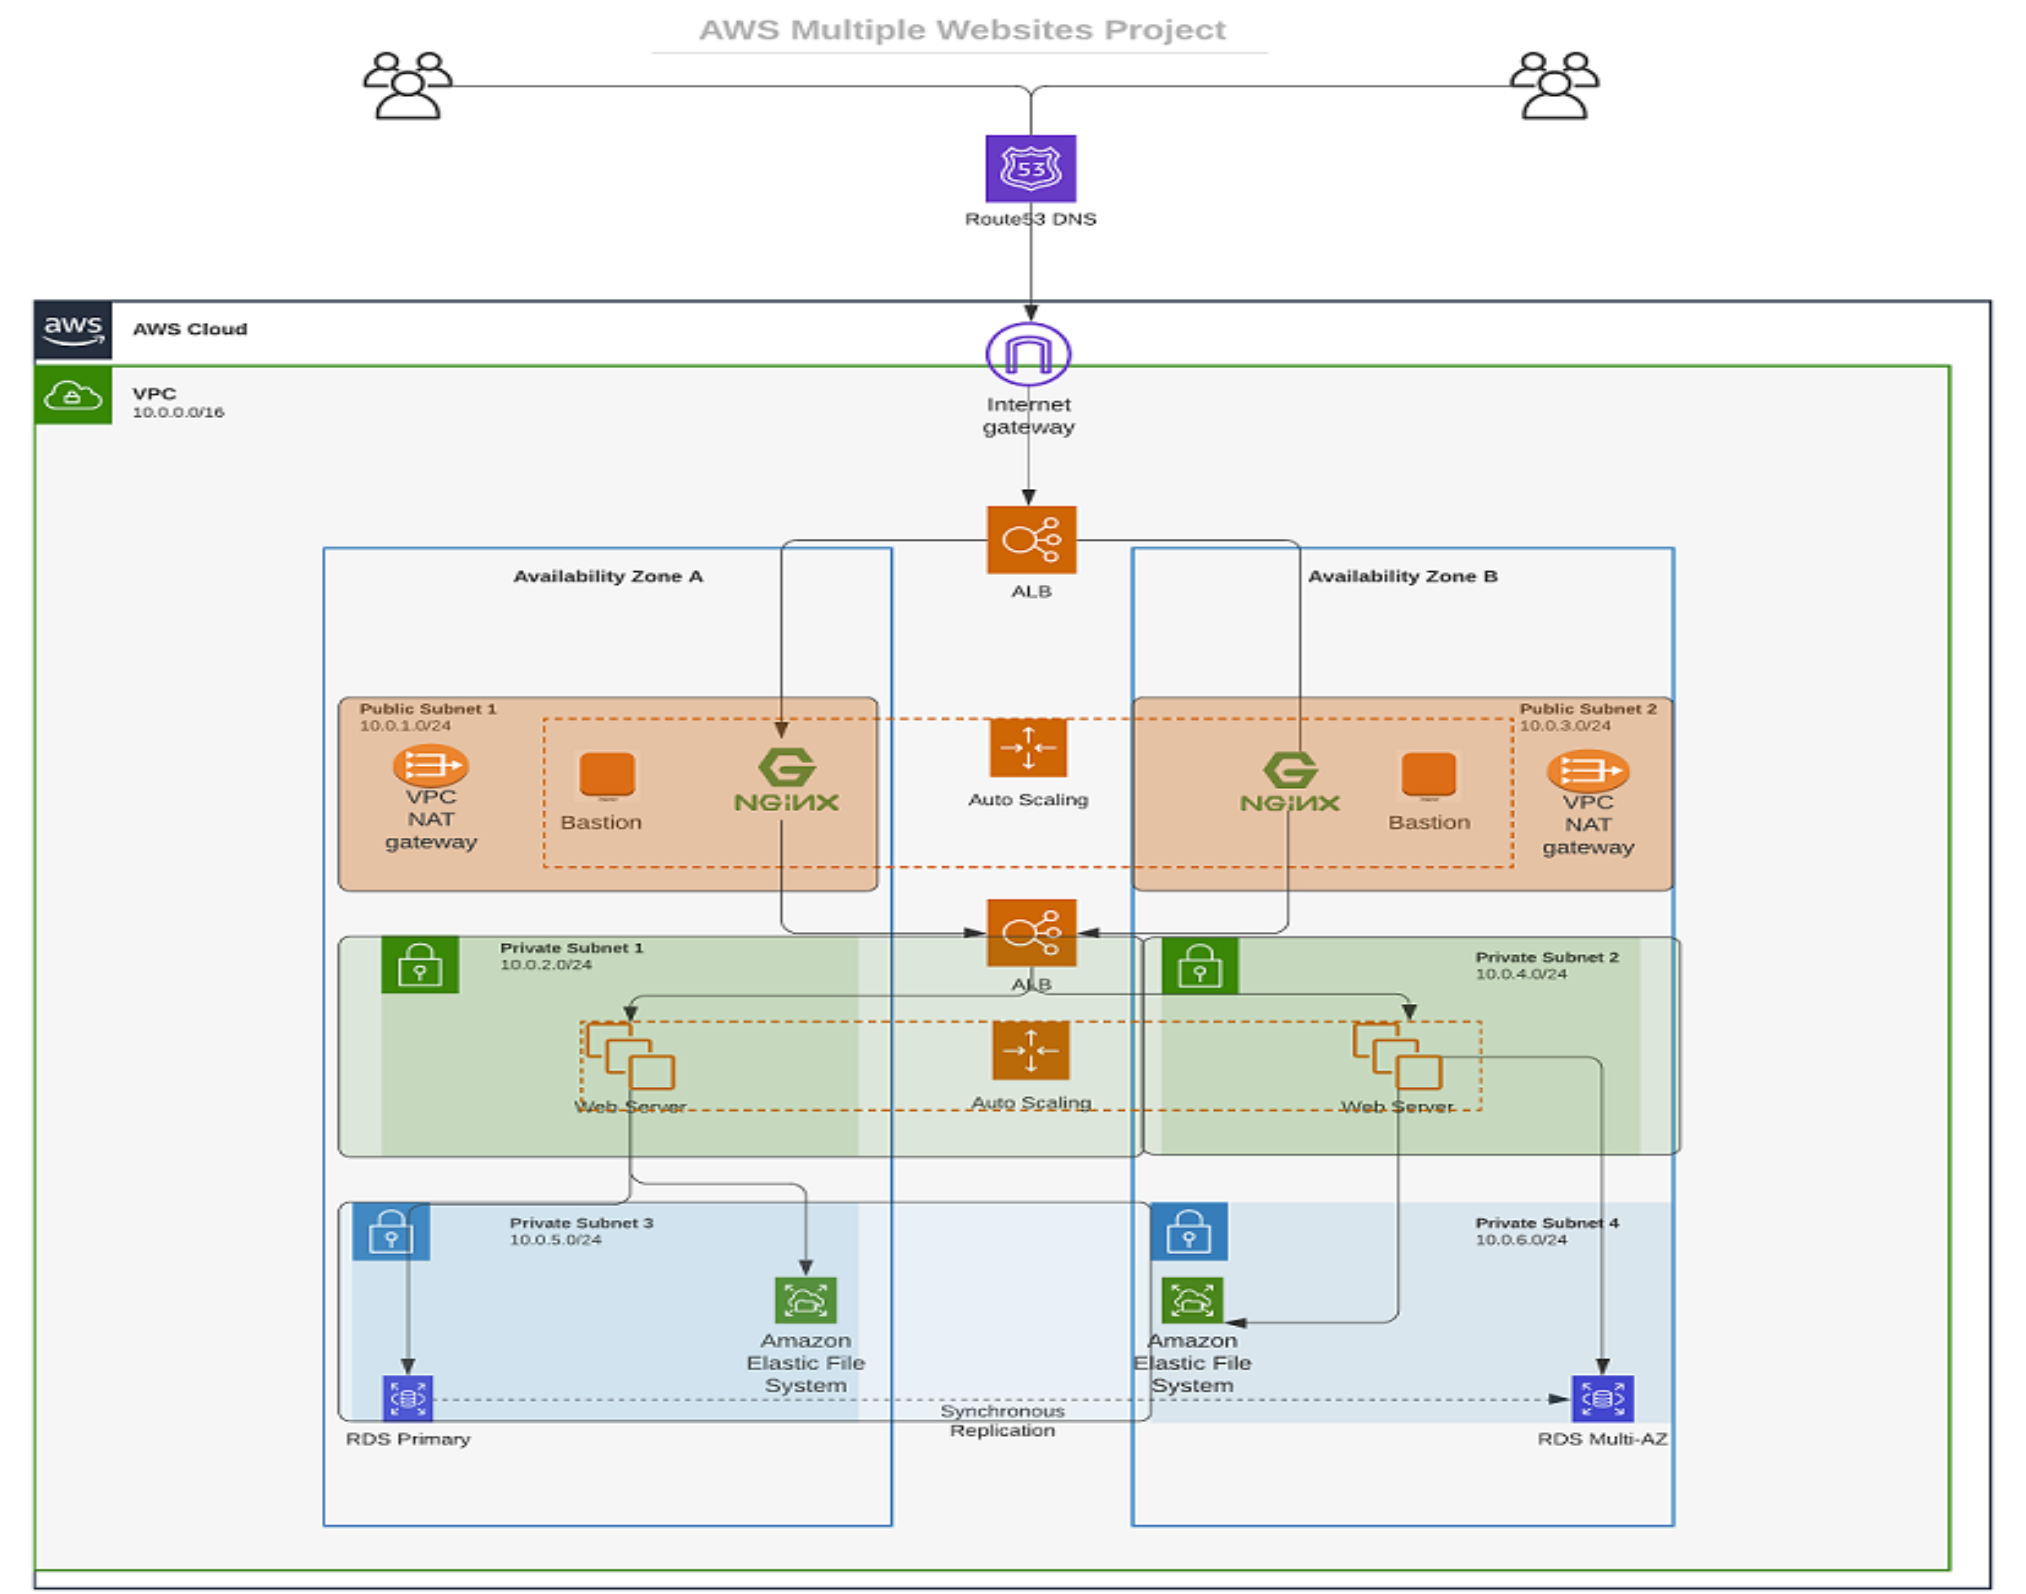 AWS Multiple Websites Project
53
Route53 DNS
aws
AWS Cloud
VPC
10.0.0.0/16
Internet
gateway
ALB
Availability Zone A
Availability Zone B
Public Subnet 1
10.0.1.0/24
VPC
NAT
gateway
Bastion
NGINX
Auto Scaling
NGINX
Bastion
Public Subnet 2
10.0.3.0/24
VPC
NAT
gateway
ALB
Private Subnet 1
10.0.2.0/24
Private Subnet 2
10.0.4.0/24
Web Server
Auto Scaling
Web Server
Private Subnet 3
10.0.5.0/24
Private Subnet 4
10.0.6.0/24
Amazon
Elastic File
System
Amazon
Elastic File
System
Synchronous
Replication
RDS Primary
RDS Multi-AZ